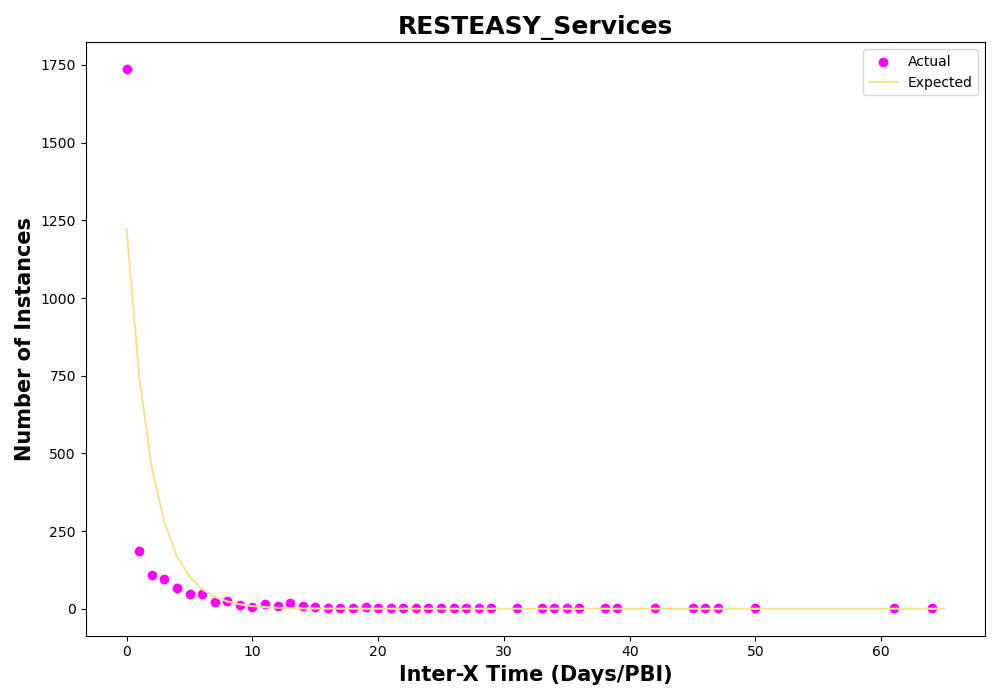 RESTEASY_Services
Actual
Expected
Number of Instances
1750
1500
1250
1000
750
500
250
0
0 10 20 30 40 50 60
Inter-X Time (Days/PBI)